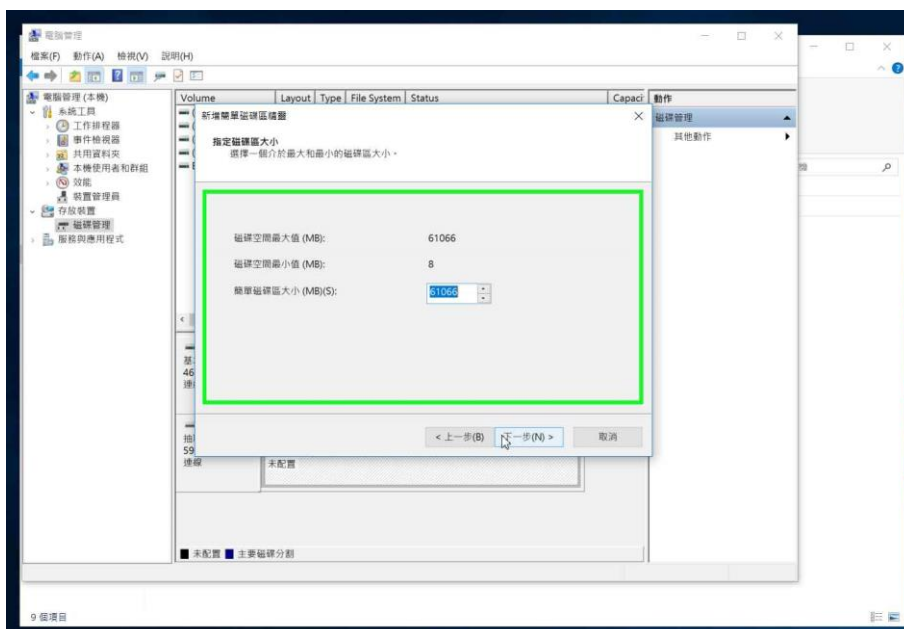 電腦管理
檔案(F) 動作(A) 檢視(V) 說明(H)
電腦管理 (本機)
系統工具
工作排程器
事件檢視器
共用資料夾
本機使用者和群組
效能
裝置管理員
存放裝置
磁碟管理
服務與應用程式
Volume Layout Type File System Status Capaci
動作
磁碟管理
其他動作
新增簡單磁碟區精靈
指定磁碟區大小
選擇一個介於最大和最小的磁碟區大小。
磁碟空間最大值 (MB): 61066
磁碟空間最小值 (MB): 8
簡單磁碟區大小 (MB)(S): 61066
< 上一步(B) 下一步(N) > 取消
基
46
連
抽
59
連線
未配置
未配置 主要磁碟分割
9 個項目